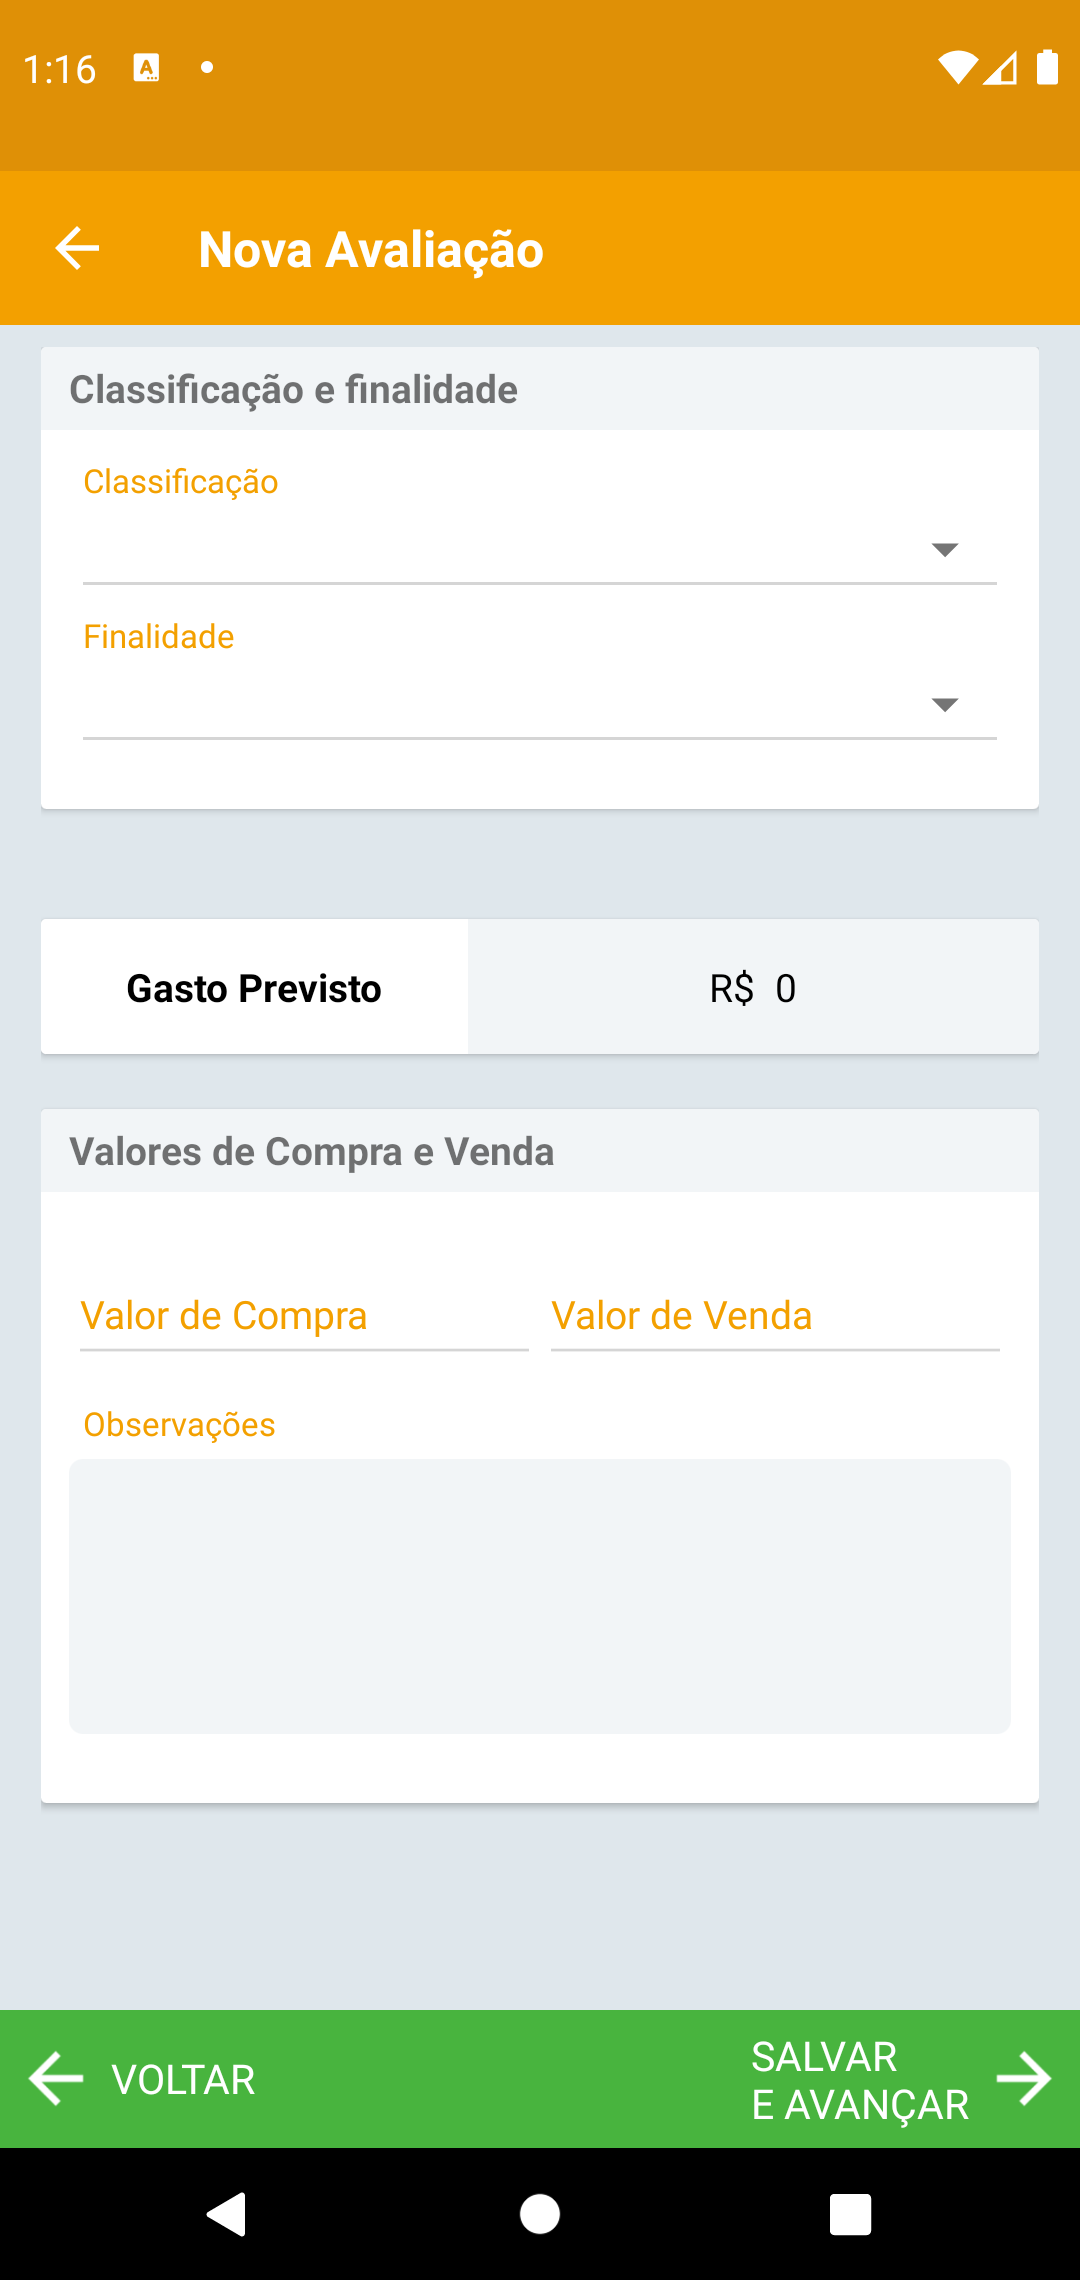 1:16
Nova Avaliação
Classificação e finalidade
Classificação
Finalidade
Gasto Previsto
R$ 0
Valores de Compra e Venda
Valor de Compra
Valor de Venda
Observações
VOLTAR
SALVAR
E AVANÇAR